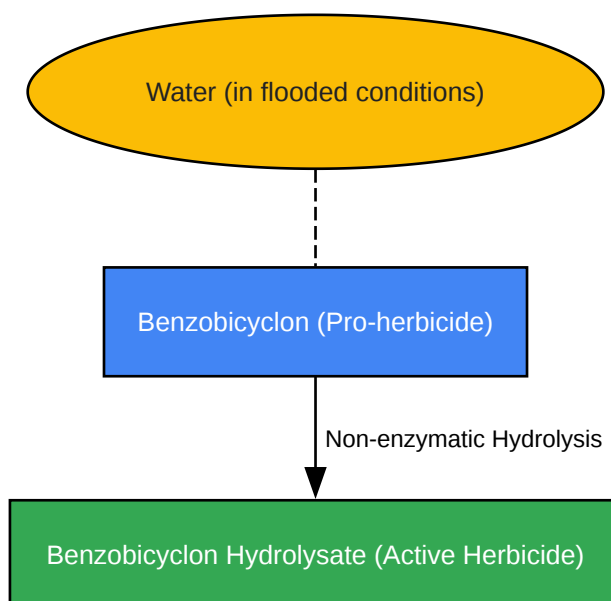 Water (in flooded conditions)
Benzobicyclon (Pro-herbicide)
Non-enzymatic Hydrolysis
Benzobicyclon Hydrolysate (Active Herbicide)